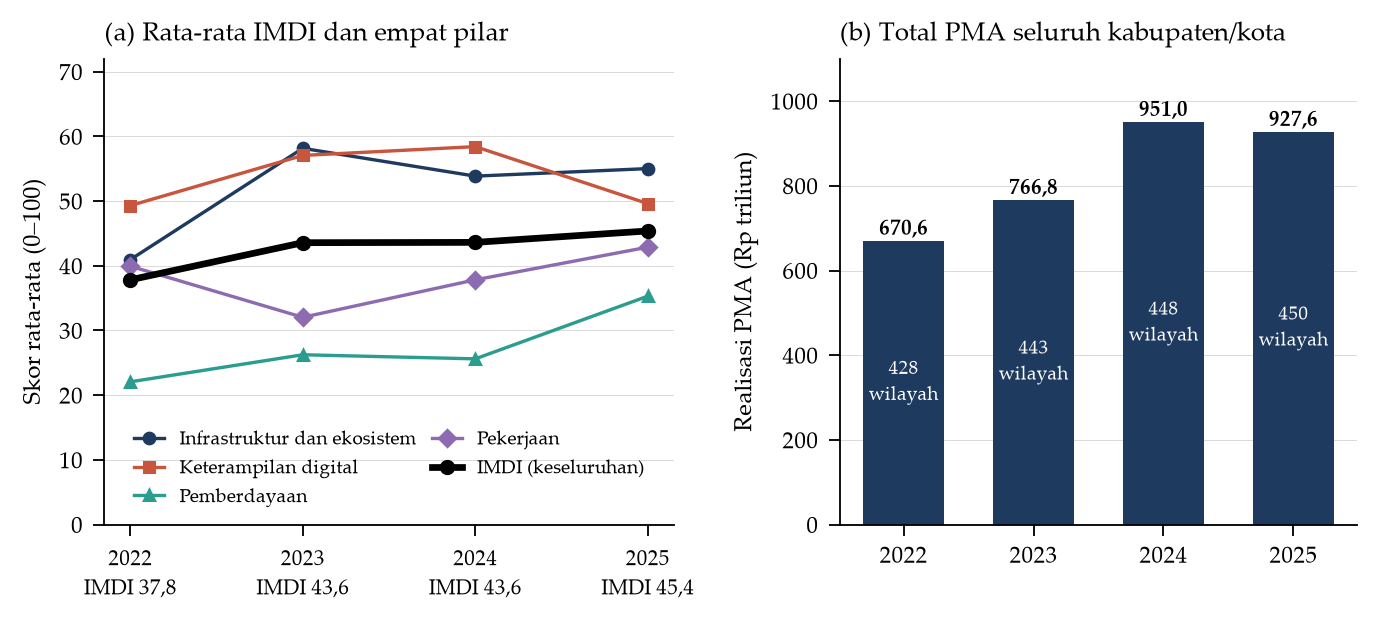 (a) Rata-rata IMDI dan empat pilar
Skor rata-rata (0–100)
70
60
50
40
30
20
10
0
Infrastruktur dan ekosistem
Keterampilan digital
Pemberdayaan
Pekerjaan
IMDI (keseluruhan)
2022
IMDI 37,8
2023
IMDI 43,6
2024
IMDI 43,6
2025
IMDI 45,4
(b) Total PMA seluruh kabupaten/kota
Realisasi PMA (Rp triliun)
1000
800
600
400
200
0
670,6
428
wilayah
766,8
443
wilayah
951,0
448
wilayah
927,6
450
wilayah
2022
2023
2024
2025